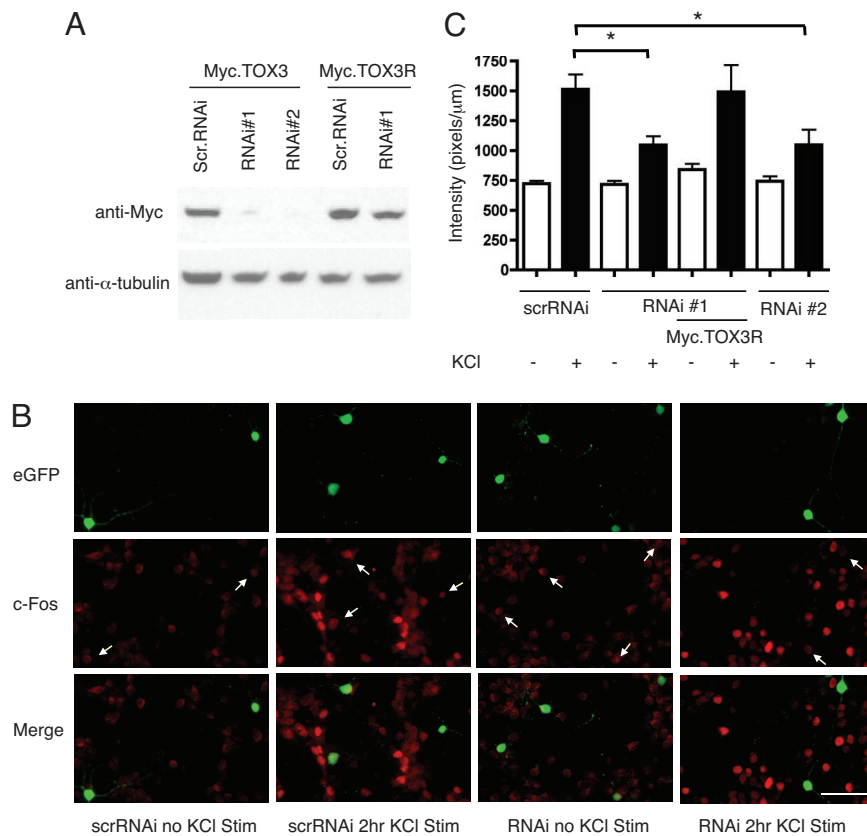 A
Myc.TOX3 Myc.TOX3R
Scr.RNAi RNAi#1 RNAi#2 Scr.RNAi RNAi#1
anti-Myc
anti-α-tubulin
C
* *
Intensity (pixels/μm)
1750
1500
1250
1000
750
500
250
0
scrRNAi RNAi #1 RNAi #2
Myc.TOX3R
KCl - + - + - + - +
B
eGFP
c-Fos
Merge
scrRNAi no KCl Stim scrRNAi 2hr KCl Stim RNAi no KCl Stim RNAi 2hr KCl Stim